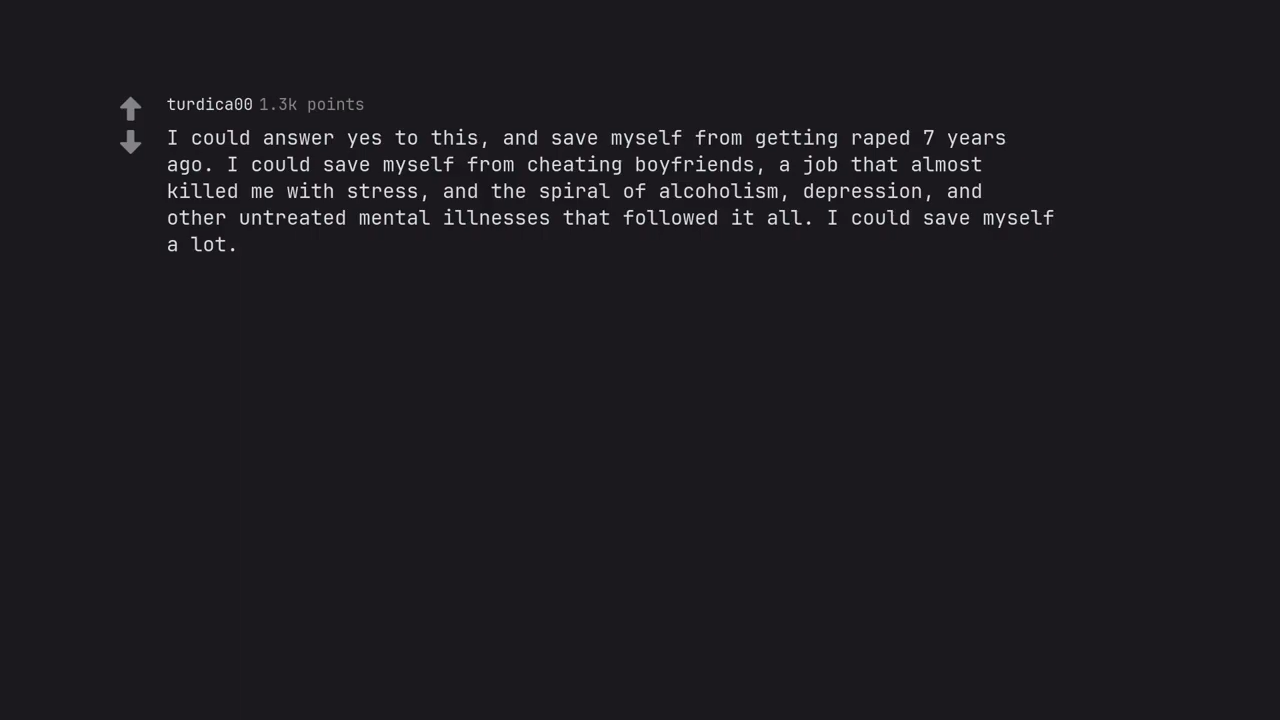 turdica00 1.3k points
I could answer yes to this, and save myself from getting raped 7 years
ago. I could save myself from cheating boyfriends, a job that almost
killed me with stress, and the spiral of alcoholism, depression, and
other untreated mental illnesses that followed it all. I could save myself
a lot.